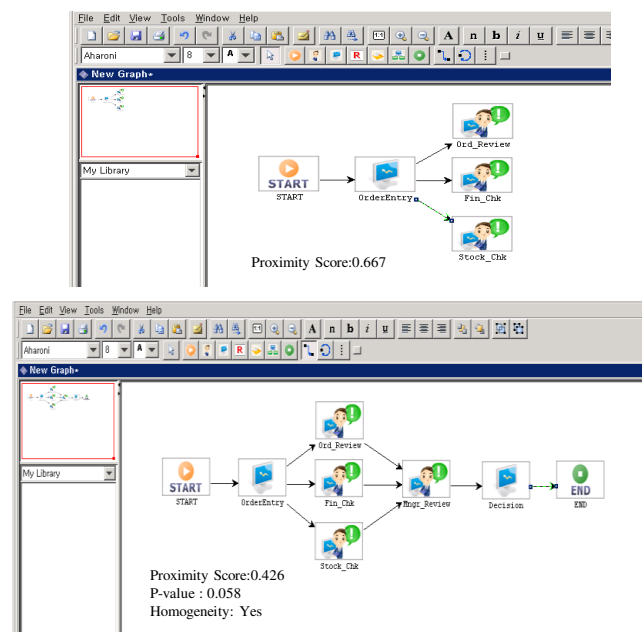 File Edit View Tools Window Help
A n b i u
Aharoni 8 A R
New Graph*
My Library
START
START
OrderEntry
Ord_Review
Fin_Chk
Stock_Chk
Proximity Score:0.667
File Edit View Tools Window Help
A n b i u
Aharoni 8 A R
New Graph*
My Library
START
START
OrderEntry
Ord_Review
Fin_Chk
Stock_Chk
Mngr_Review
Decision
END
END
Proximity Score:0.426
P-value : 0.058
Homogeneity: Yes